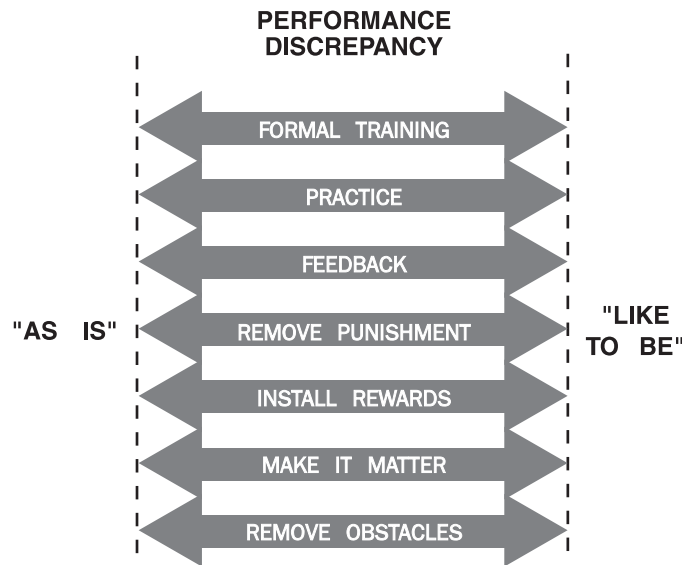 PERFORMANCE
DISCREPANCY
FORMAL TRAINING
PRACTICE
FEEDBACK
"AS IS"
REMOVE PUNISHMENT
"LIKE
TO BE"
INSTALL REWARDS
MAKE IT MATTER
REMOVE OBSTACLES